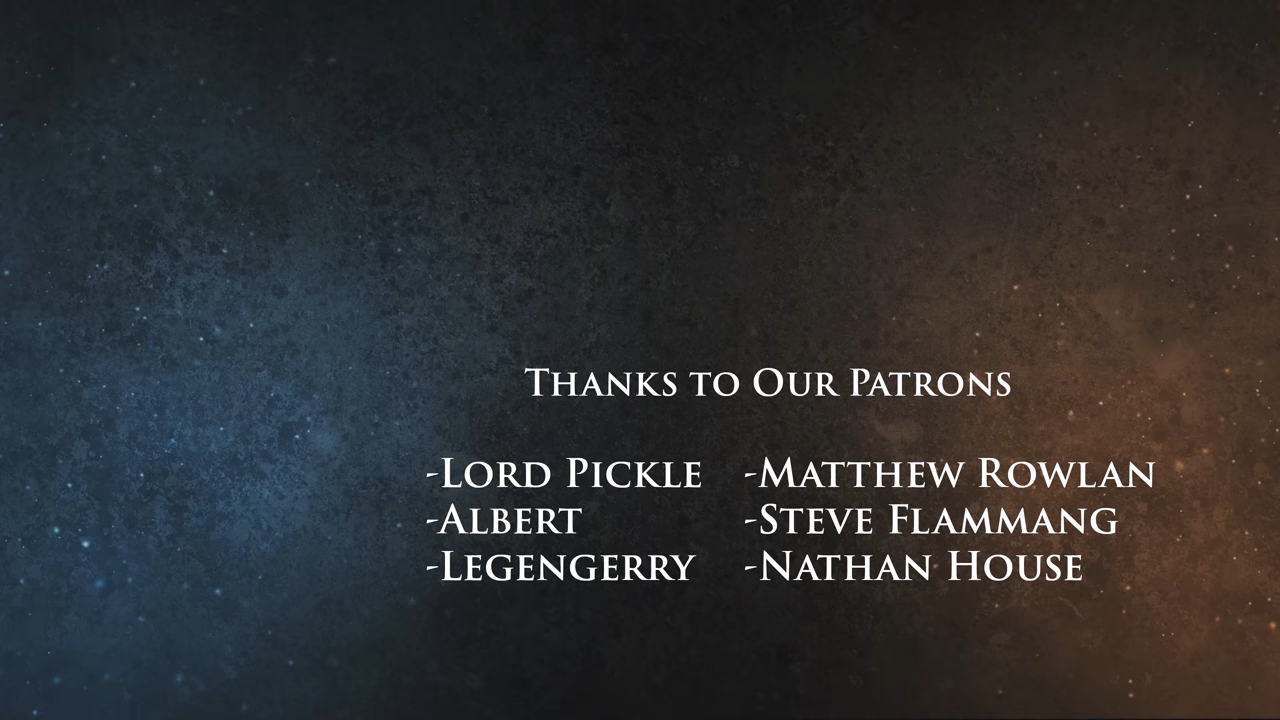 Thanks to Our Patrons
-Lord Pickle
-Albert
-Legengerry
-Matthew Rowlan
-Steve Flammang
-Nathan House